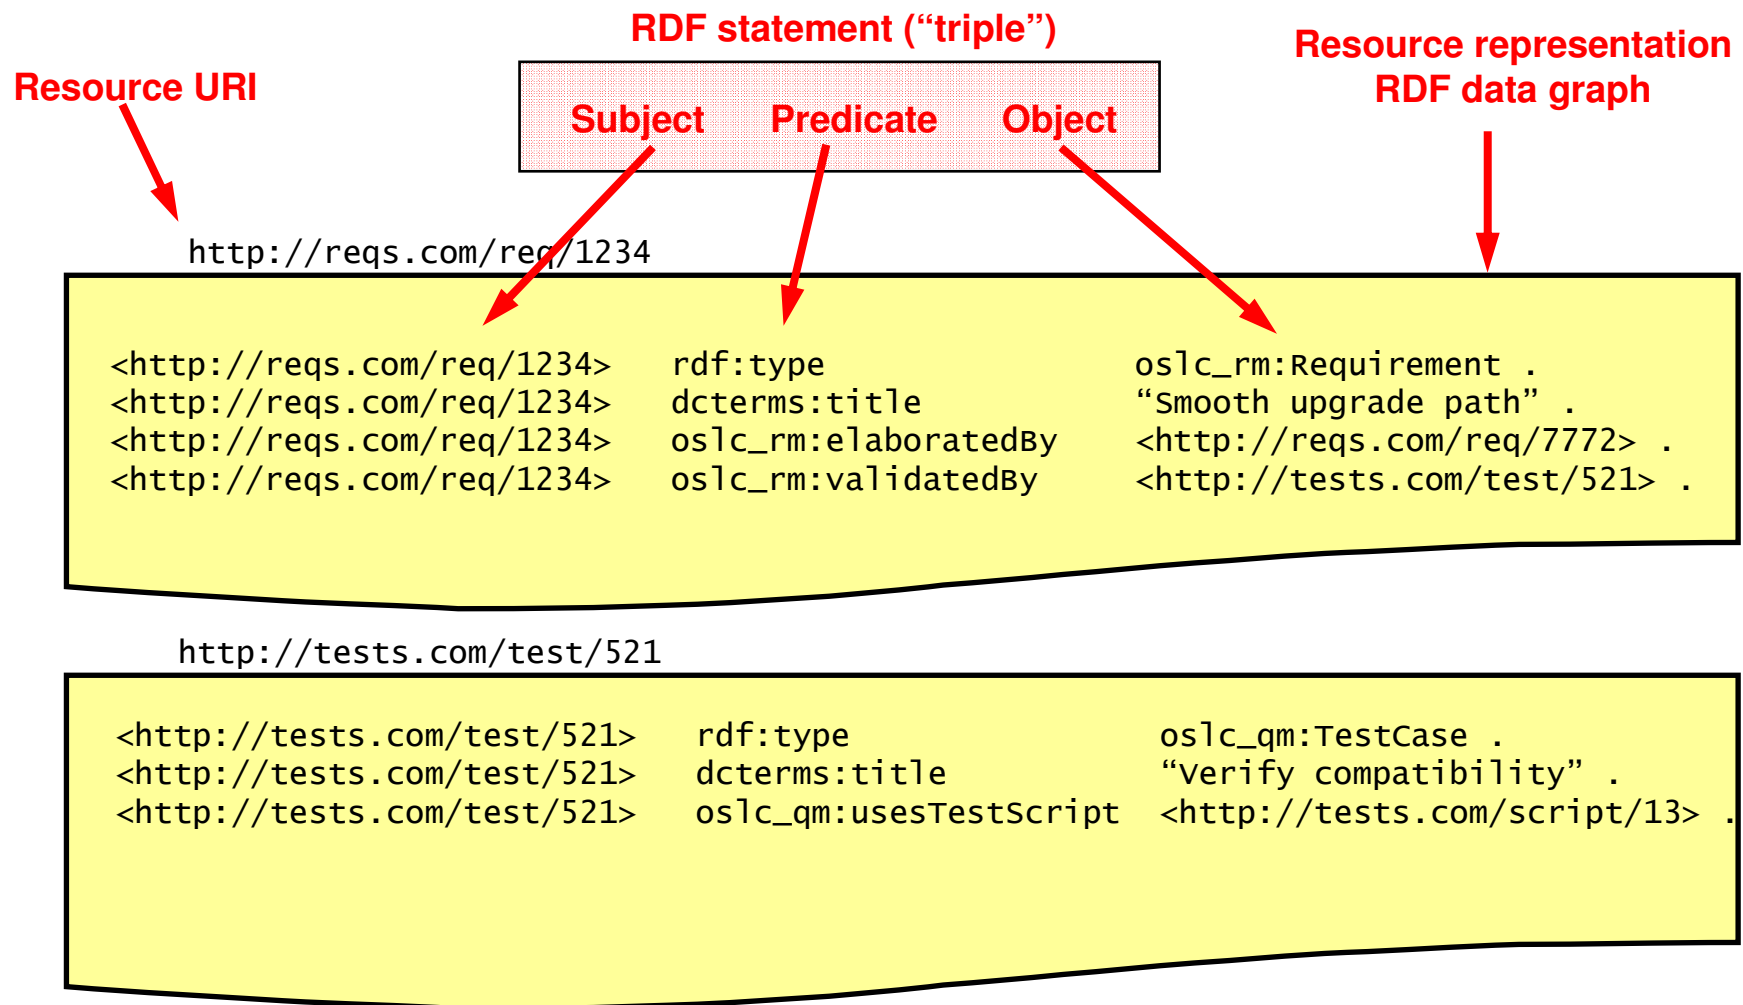 RDF statement (“triple”)
Resource representation
RDF data graph
Resource URI
Subject Predicate Object
http://reqs.com/req/1234
<http://reqs.com/req/1234> rdf:type oslc_rm:Requirement .
<http://reqs.com/req/1234> dcterms:title “Smooth upgrade path” .
<http://reqs.com/req/1234> oslc_rm:elaboratedBy <http://reqs.com/req/7772> .
<http://reqs.com/req/1234> oslc_rm:validatedBy <http://tests.com/test/521> .
http://tests.com/test/521
<http://tests.com/test/521> rdf:type oslc_qm:TestCase .
<http://tests.com/test/521> dcterms:title “Verify compatibility” .
<http://tests.com/test/521> oslc_qm:usesTestScript <http://tests.com/script/13> .